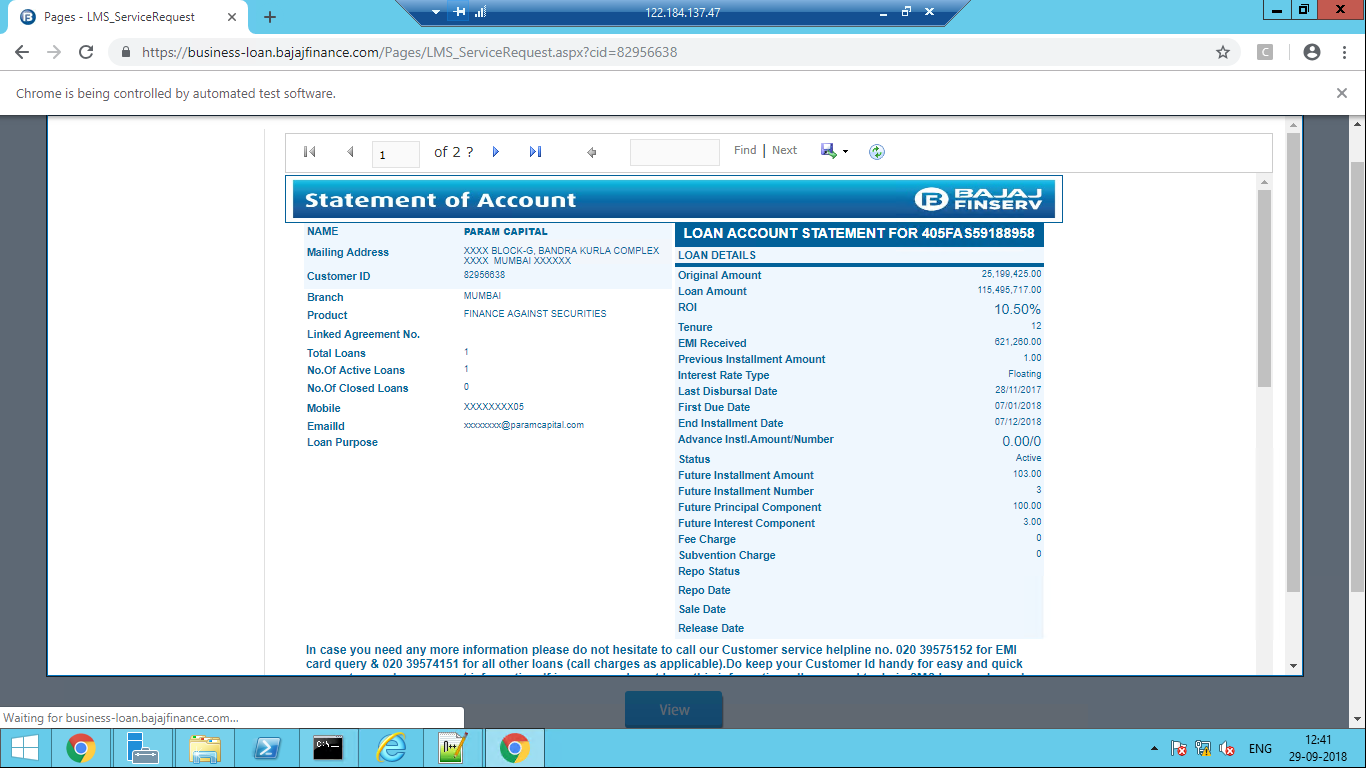 Pages - LMS_ServiceRequest
122.184.137.47
https://business-loan.bajajfinance.com/Pages/LMS_ServiceRequest.aspx?cid=82956638
Chrome is being controlled by automated test software.
1 of 2 ? Find | Next
Statement of Account
BAJAJ
FINSERV
NAME PARAM CAPITAL
Mailing Address XXXX BLOCK-G, BANDRA KURLA COMPLEX
XXXX MUMBAI XXXXXX
Customer ID 82956638
Branch MUMBAI
Product FINANCE AGAINST SECURITIES
Linked Agreement No.
Total Loans 1
No.Of Active Loans 1
No.Of Closed Loans 0
Mobile XXXXXXXX05
EmailId xxxxxxxx@paramcapital.com
Loan Purpose
LOAN ACCOUNT STATEMENT FOR 405FAS59188958
LOAN DETAILS
Original Amount 25,199,425.00
Loan Amount 115,495,717.00
ROI 10.50%
Tenure 12
EMI Received 621,260.00
Previous Installment Amount 1.00
Interest Rate Type Floating
Last Disbursal Date 28/11/2017
First Due Date 07/01/2018
End Installment Date 07/12/2018
Advance Instl.Amount/Number 0.00/0
Status Active
Future Installment Amount 103.00
Future Installment Number 3
Future Principal Component 100.00
Future Interest Component 3.00
Fee Charge 0
Subvention Charge 0
Repo Status
Repo Date
Sale Date
Release Date
In case you need any more information please do not hesitate to call our Customer service helpline no. 020 39575152 for EMI
card query & 020 39574151 for all other loans (call charges as applicable).Do keep your Customer Id handy for easy and quick
View
Waiting for business-loan.bajajfinance.com...
ENG
12:41
29-09-2018